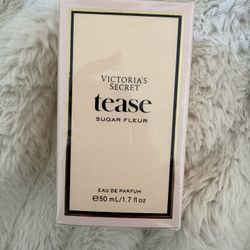 VICTORIA'S
SECRET
tease
SUGAR FLEUR
EAU DE PARFUM
℮50 mL/1.7 fl oz